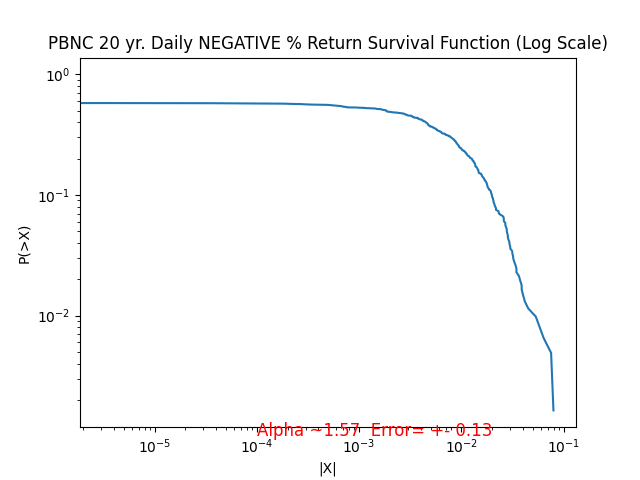 PBNC 20 yr. Daily NEGATIVE % Return Survival Function (Log Scale)
10⁰
10⁻¹
10⁻²
P(>X)
Alpha ~1.57 Error= +- 0.13
10⁻⁵ 10⁻⁴ 10⁻³ 10⁻² 10⁻¹
|X|